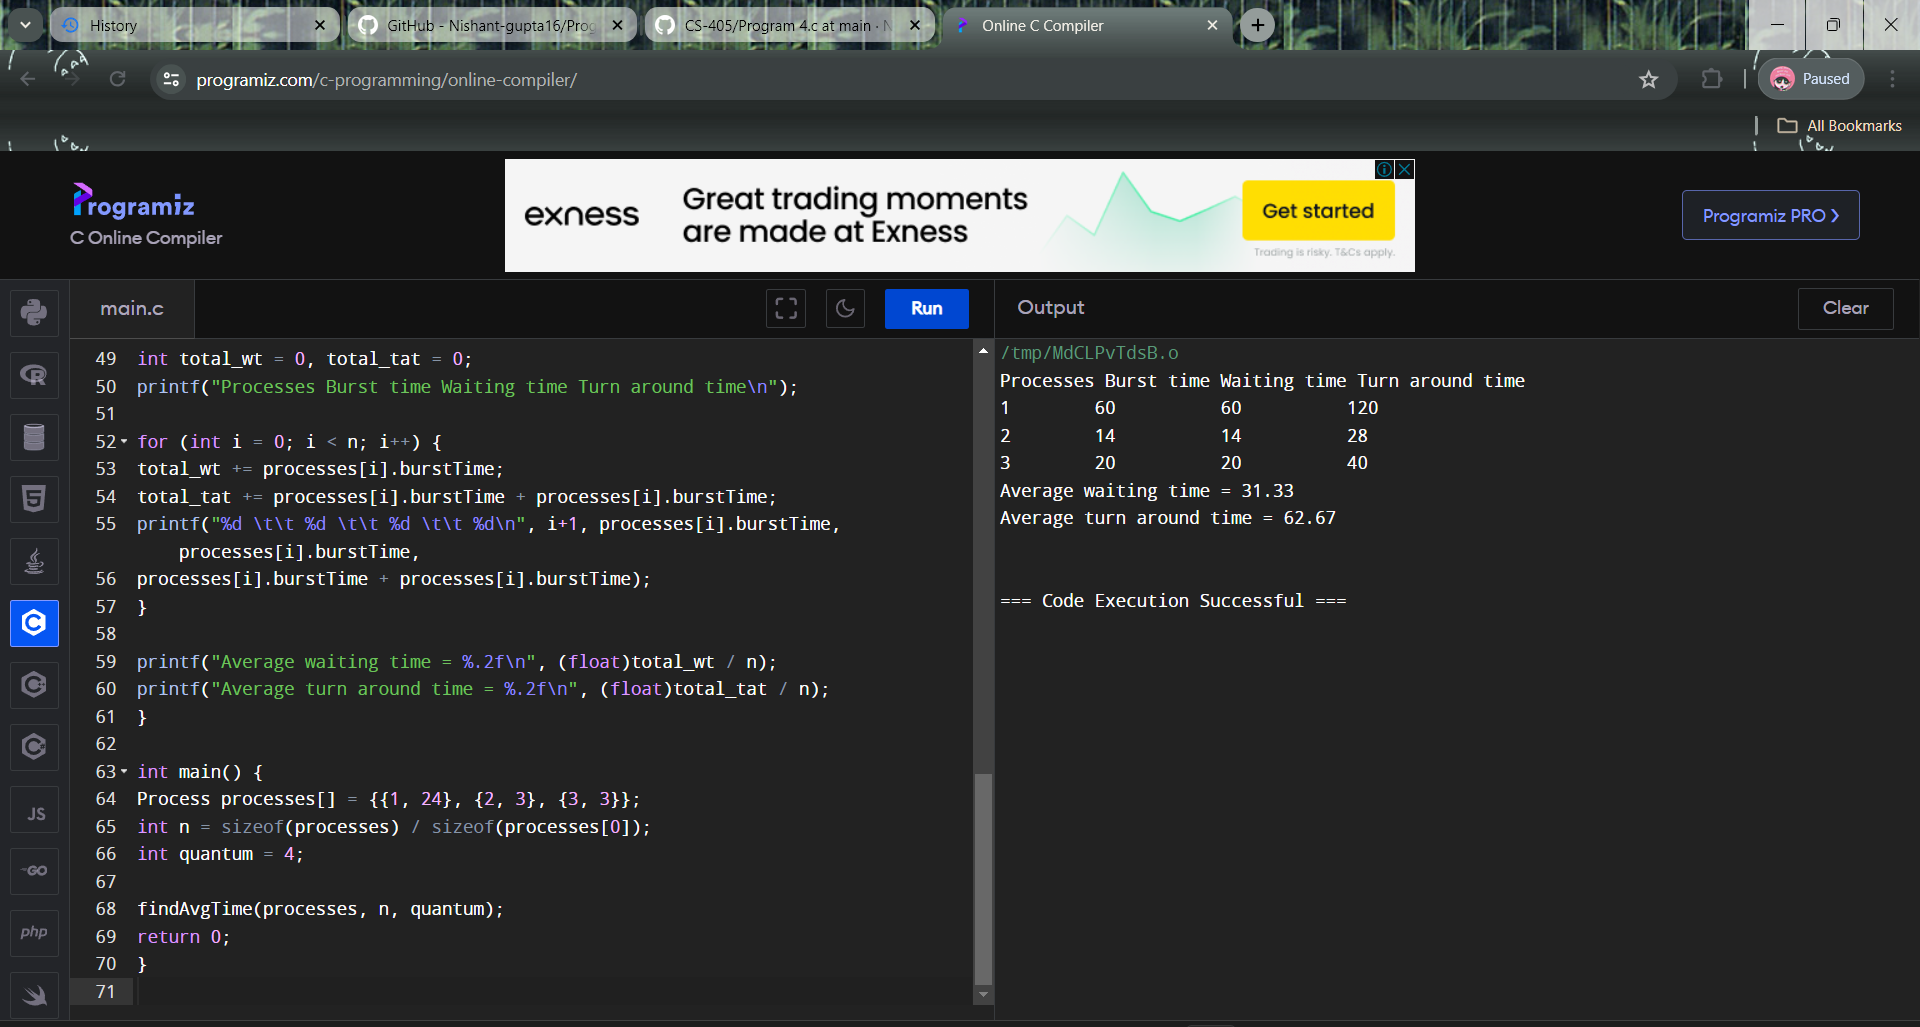 History
GitHub - Nishant-gupta16/Prog
CS-405/Program 4.c at main · N
Online C Compiler
programiz.com/c-programming/online-compiler/
Paused
All Bookmarks
Programiz
C Online Compiler
exness
Great trading moments
are made at Exness
Get started
Trading is risky. T&Cs apply.
Programiz PRO >
main.c
Run
Output
Clear
49 int total_wt = 0, total_tat = 0;
50 printf("Processes Burst time Waiting time Turn around time\n");
51
52 for (int i = 0; i < n; i++) {
53 total_wt += processes[i].burstTime;
54 total_tat += processes[i].burstTime + processes[i].burstTime;
55 printf("%d \t\t %d \t\t %d \t\t %d\n", i+1, processes[i].burstTime,
processes[i].burstTime,
56 processes[i].burstTime + processes[i].burstTime);
57 }
58
59 printf("Average waiting time = %.2f\n", (float)total_wt / n);
60 printf("Average turn around time = %.2f\n", (float)total_tat / n);
61 }
62
63 int main() {
64 Process processes[] = {{1, 24}, {2, 3}, {3, 3}};
65 int n = sizeof(processes) / sizeof(processes[0]);
66 int quantum = 4;
67
68 findAvgTime(processes, n, quantum);
69 return 0;
70 }
71
/tmp/MdCLPvTdsB.o
Processes Burst time Waiting time Turn around time
1 60 60 120
2 14 14 28
3 20 20 40
Average waiting time = 31.33
Average turn around time = 62.67
=== Code Execution Successful ===
JS
GO
php